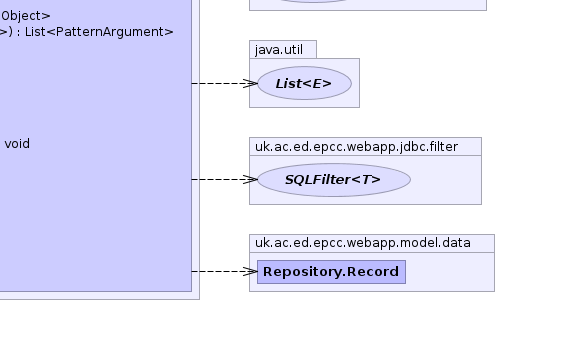 Object>
>) : List<PatternArgument>
void
java.util
List<E>
uk.ac.ed.epcc.webapp.jdbc.filter
SQLFilter<T>
uk.ac.ed.epcc.webapp.model.data
Repository.Record